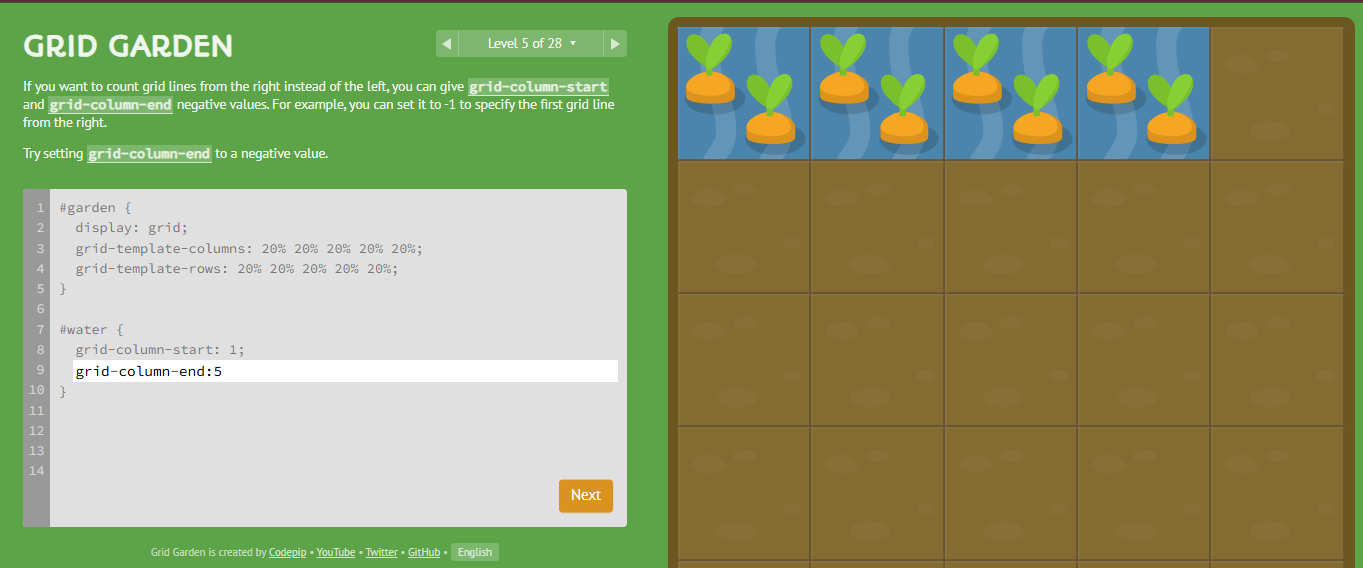 GRID GARDEN
Level 5 of 28
If you want to count grid lines from the right instead of the left, you can give grid-column-start
and grid-column-end negative values. For example, you can set it to -1 to specify the first grid line
from the right.
Try setting grid-column-end to a negative value.
1 #garden {
2 display: grid;
3 grid-template-columns: 20% 20% 20% 20% 20%;
4 grid-template-rows: 20% 20% 20% 20% 20%;
5 }
6
7 #water {
8 grid-column-start: 1;
9 grid-column-end:5
10 }
11
12
13
14
Next
Grid Garden is created by Codepip • YouTube • Twitter • GitHub • English